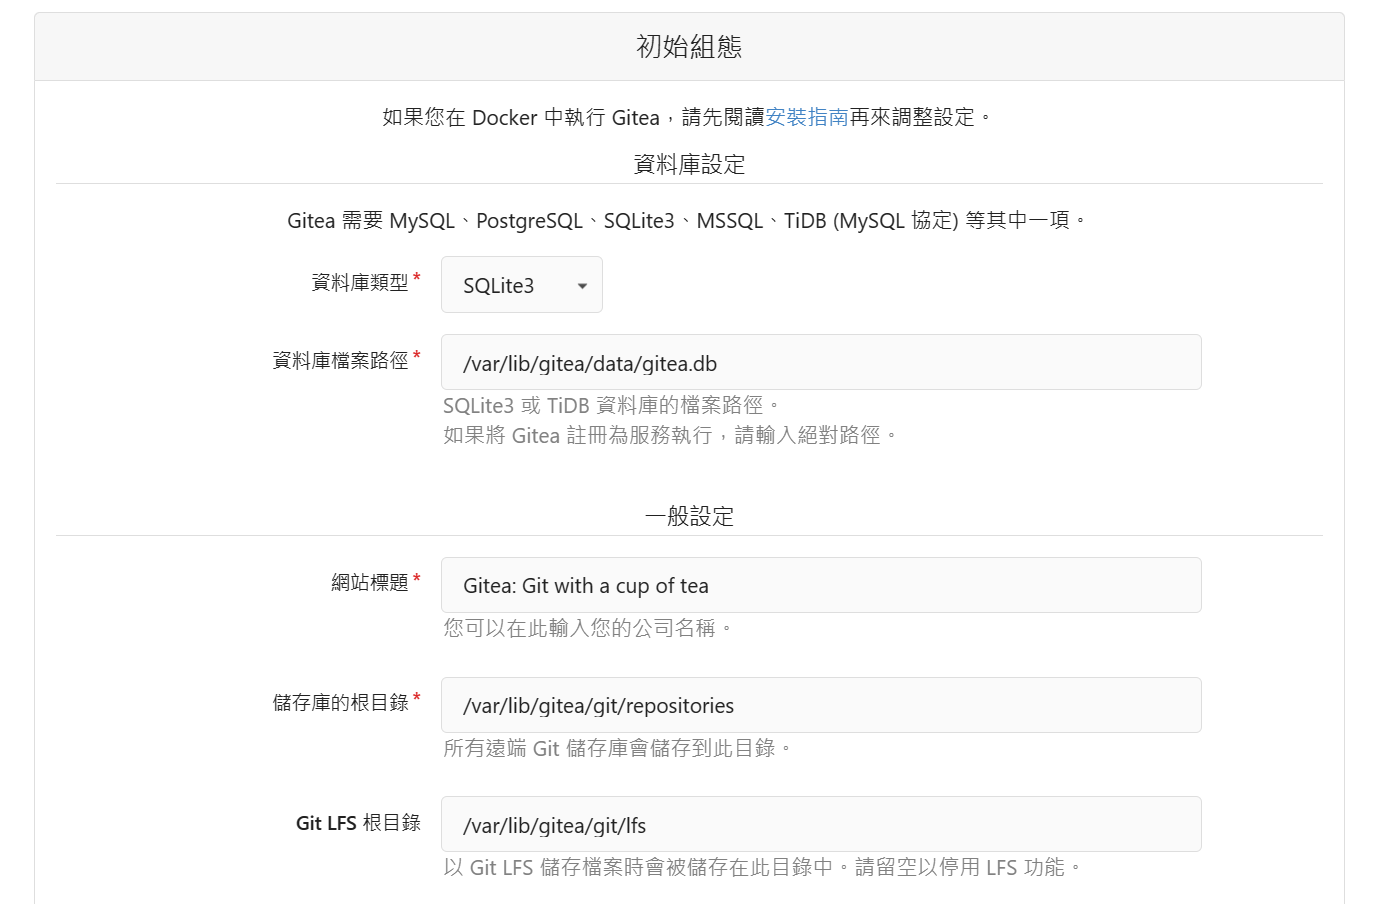 初始組態
如果您在 Docker 中執行 Gitea，請先閱讀安裝指南再來調整設定。
資料庫設定
Gitea 需要 MySQL、PostgreSQL、SQLite3、MSSQL、TiDB (MySQL 協定) 等其中一項。
資料庫類型*
SQLite3
資料庫檔案路徑*
/var/lib/gitea/data/gitea.db
SQLite3 或 TiDB 資料庫的檔案路徑。
如果將 Gitea 註冊為服務執行，請輸入絕對路徑。
一般設定
網站標題*
Gitea: Git with a cup of tea
您可以在此輸入您的公司名稱。
儲存庫的根目錄*
/var/lib/gitea/git/repositories
所有遠端 Git 儲存庫會儲存到此目錄。
Git LFS 根目錄
/var/lib/gitea/git/lfs
以 Git LFS 儲存檔案時會被儲存在此目錄中。請留空以停用 LFS 功能。